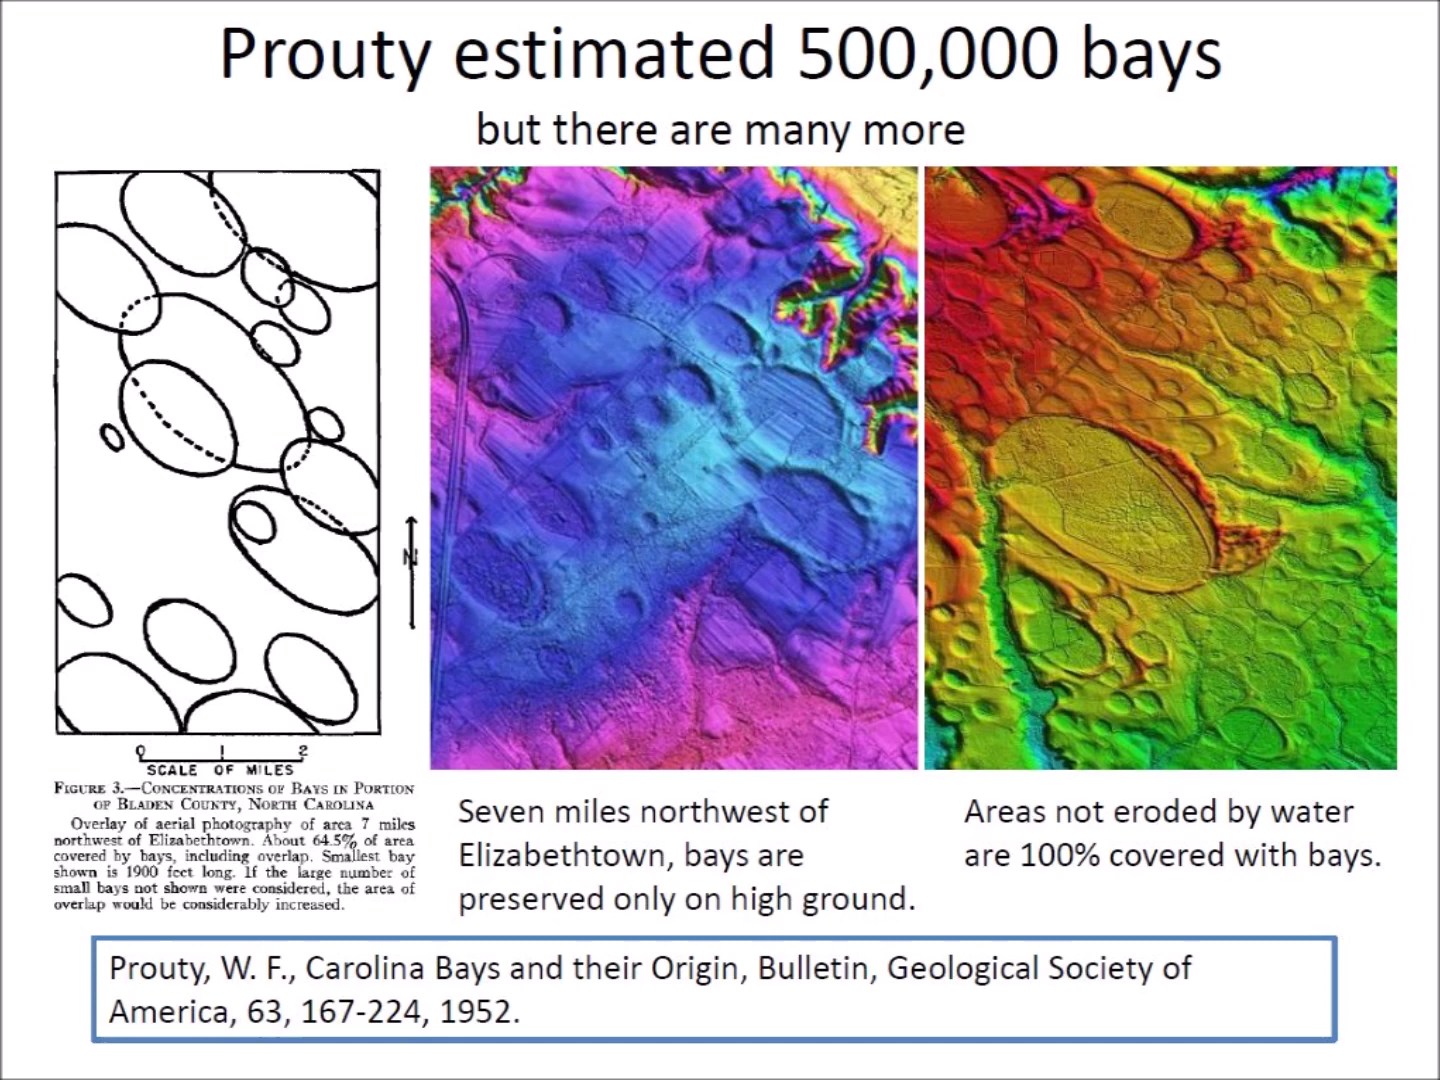 Prouty estimated 500,000 bays
but there are many more
N
0 1 2
SCALE OF MILES
FIGURE 3.—CONCENTRATIONS OF BAYS IN PORTION
OF BLADEN COUNTY, NORTH CAROLINA
Overlay of aerial photography of area 7 miles
northwest of Elizabethtown. About 64.5% of area
covered by bays, including overlap. Smallest bay
shown is 1900 feet long. If the large number of
small bays not shown were considered, the area of
overlap would be considerably increased.
Seven miles northwest of
Elizabethtown, bays are
preserved only on high ground.
Areas not eroded by water
are 100% covered with bays.
Prouty, W. F., Carolina Bays and their Origin, Bulletin, Geological Society of
America, 63, 167-224, 1952.